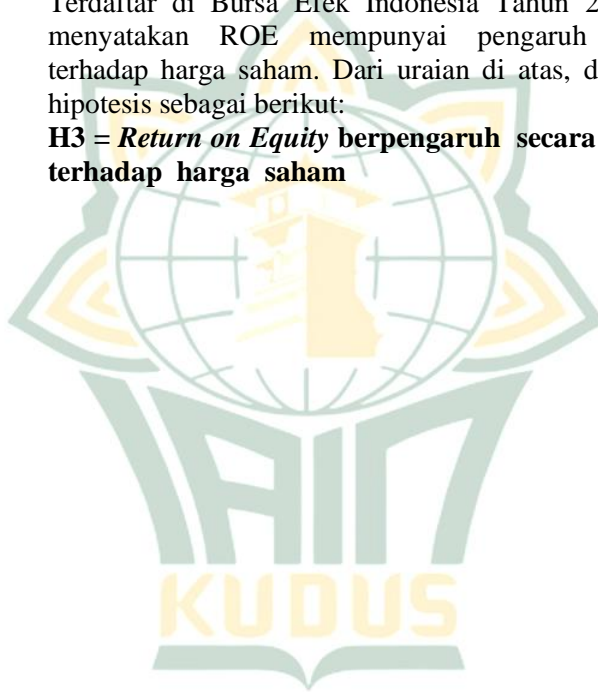 Terdaftar di Bursa Efek Indonesia Tahun 2
menyatakan ROE mempunyai pengaruh
terhadap harga saham. Dari uraian di atas, d
hipotesis sebagai berikut:
H3 = Return on Equity berpengaruh secara
terhadap harga saham
IAIN
KUDUS